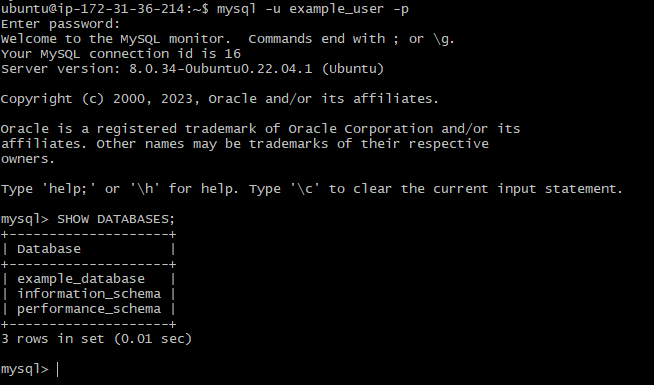 ubuntu@ip-172-31-36-214:~$ mysql -u example_user -p
Enter password:
Welcome to the MySQL monitor.  Commands end with ; or \g.
Your MySQL connection id is 16
Server version: 8.0.34-0ubuntu0.22.04.1 (Ubuntu)

Copyright (c) 2000, 2023, Oracle and/or its affiliates.

Oracle is a registered trademark of Oracle Corporation and/or its
affiliates. Other names may be trademarks of their respective
owners.

Type 'help;' or '\h' for help. Type '\c' to clear the current input statement.

mysql> SHOW DATABASES;
+--------------------+
| Database           |
+--------------------+
| example_database   |
| information_schema |
| performance_schema |
+--------------------+
3 rows in set (0.01 sec)

mysql>